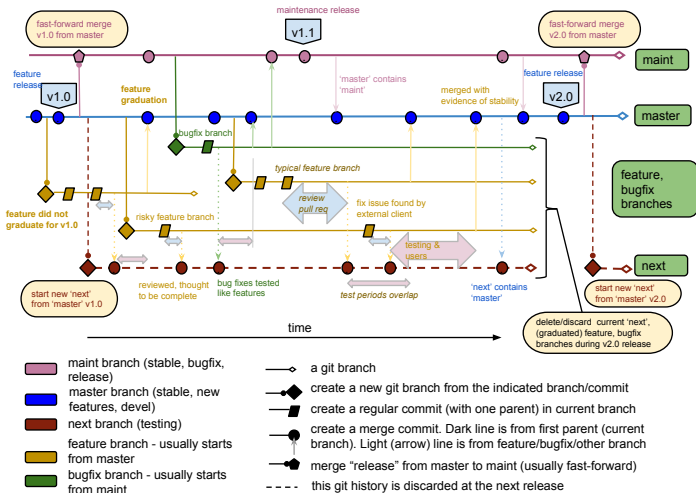 fast-forward merge
v1.0 from master
maintenance release
v1.1
fast-forward merge
v2.0 from master
maint
feature
release
v1.0
feature
graduation
'master' contains
'maint'
merged with
evidence of stability
feature release
v2.0
master
bugfix branch
typical feature branch
review
pull req
fix issue found by
external client
feature,
bugfix
branches
feature did not
graduate for v1.0
risky feature branch
testing &
users
next
start new 'next'
from 'master' v1.0
reviewed, thought
to be complete
bug fixes tested
like features
test periods overlap
'next' contains
'master'
start new 'next'
from 'master' v2.0
time
delete/discard current 'next',
(graduated) feature, bugfix
branches during v2.0 release
maint branch (stable, bugfix,
release)
master branch (stable, new
features, devel)
next branch (testing)
feature branch - usually starts
from master
bugfix branch - usually starts
from maint
a git branch
create a new git branch from the indicated branch/commit
create a regular commit (with one parent) in current branch
create a merge commit. Dark line is from first parent (current
branch). Light (arrow) line is from feature/bugfix/other branch
merge "release" from master to maint (usually fast-forward)
this git history is discarded at the next release